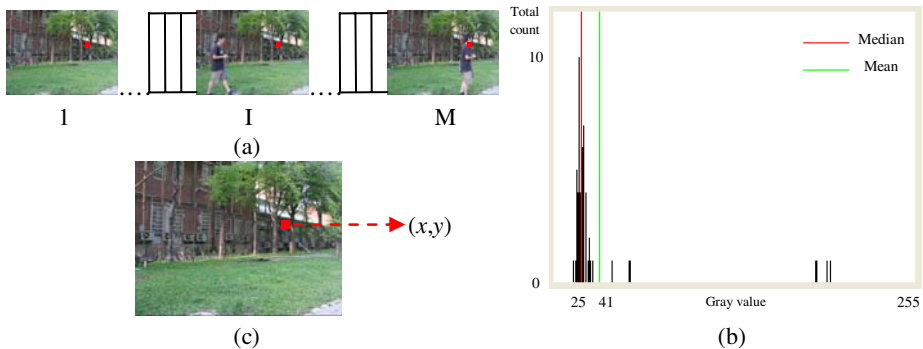 1
I
M
(a)
(x,y)
(c)
Total
count
10
0
Median
Mean
25 41 Gray value 255
(b)